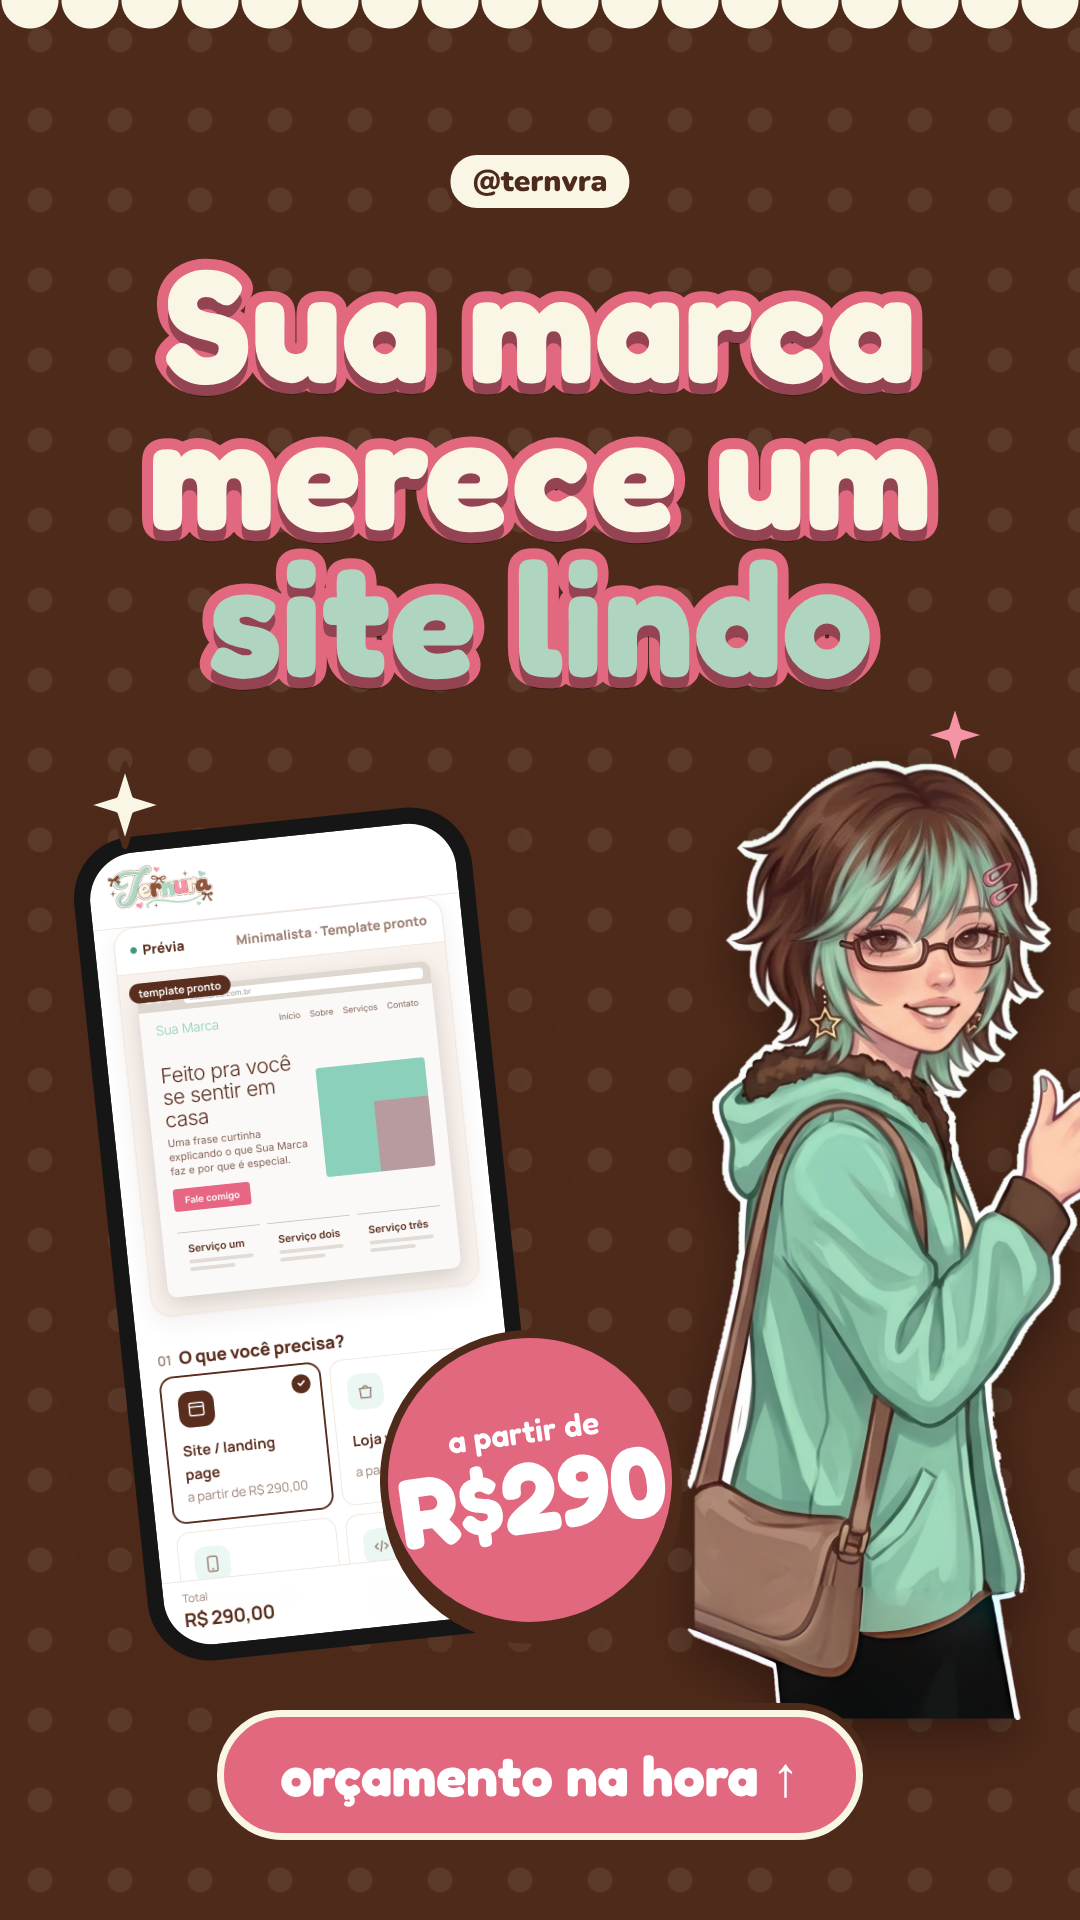 @ternvra
Sua marca
merece um
site lindo
Ternura
Prévia
Minimalista · Template pronto
template pronto
Sua Marca
Início Sobre Serviços Contato
Feito pra você
se sentir em
casa
Uma frase curtinha
explicando o que Sua Marca
faz e por que é especial.
Fale comigo
Serviço um
Serviço dois
Serviço três
01 O que você precisa?
Site / landing
page
a partir de R$ 290,00
Loja
Total
R$ 290,00
a partir de
R$290
orçamento na hora ↑